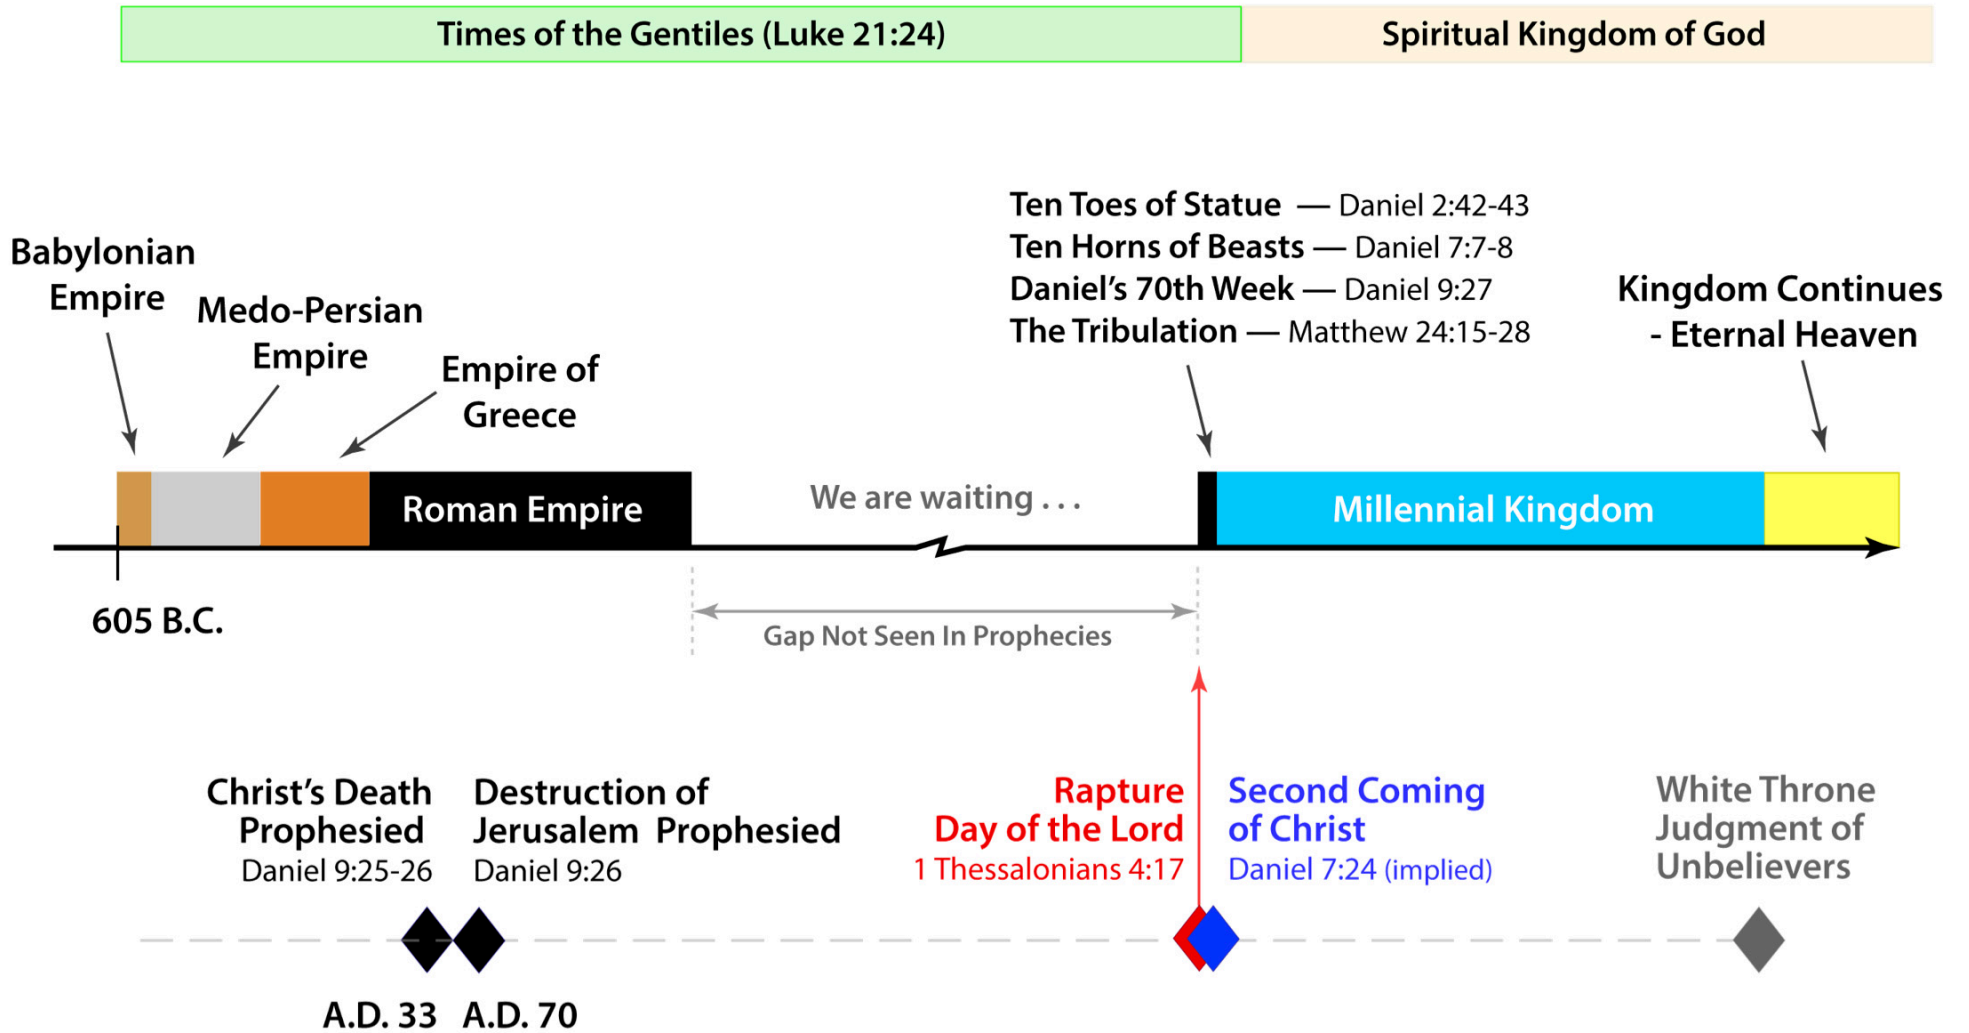 Times of the Gentiles (Luke 21:24)
Spiritual Kingdom of God
Ten Toes of Statue — Daniel 2:42-43
Ten Horns of Beasts — Daniel 7:7-8
Daniel’s 70th Week — Daniel 9:27
The Tribulation — Matthew 24:15-28
Babylonian
Empire
Medo-Persian
Empire
Empire of
Greece
Kingdom Continues
- Eternal Heaven
Roman Empire
We are waiting . . .
Millennial Kingdom
605 B.C.
Gap Not Seen In Prophecies
Christ’s Death
Prophesied
Daniel 9:25-26
Destruction of
Jerusalem Prophesied
Daniel 9:26
Rapture
Day of the Lord
1 Thessalonians 4:17
Second Coming
of Christ
Daniel 7:24 (implied)
White Throne
Judgment of
Unbelievers
A.D. 33
A.D. 70